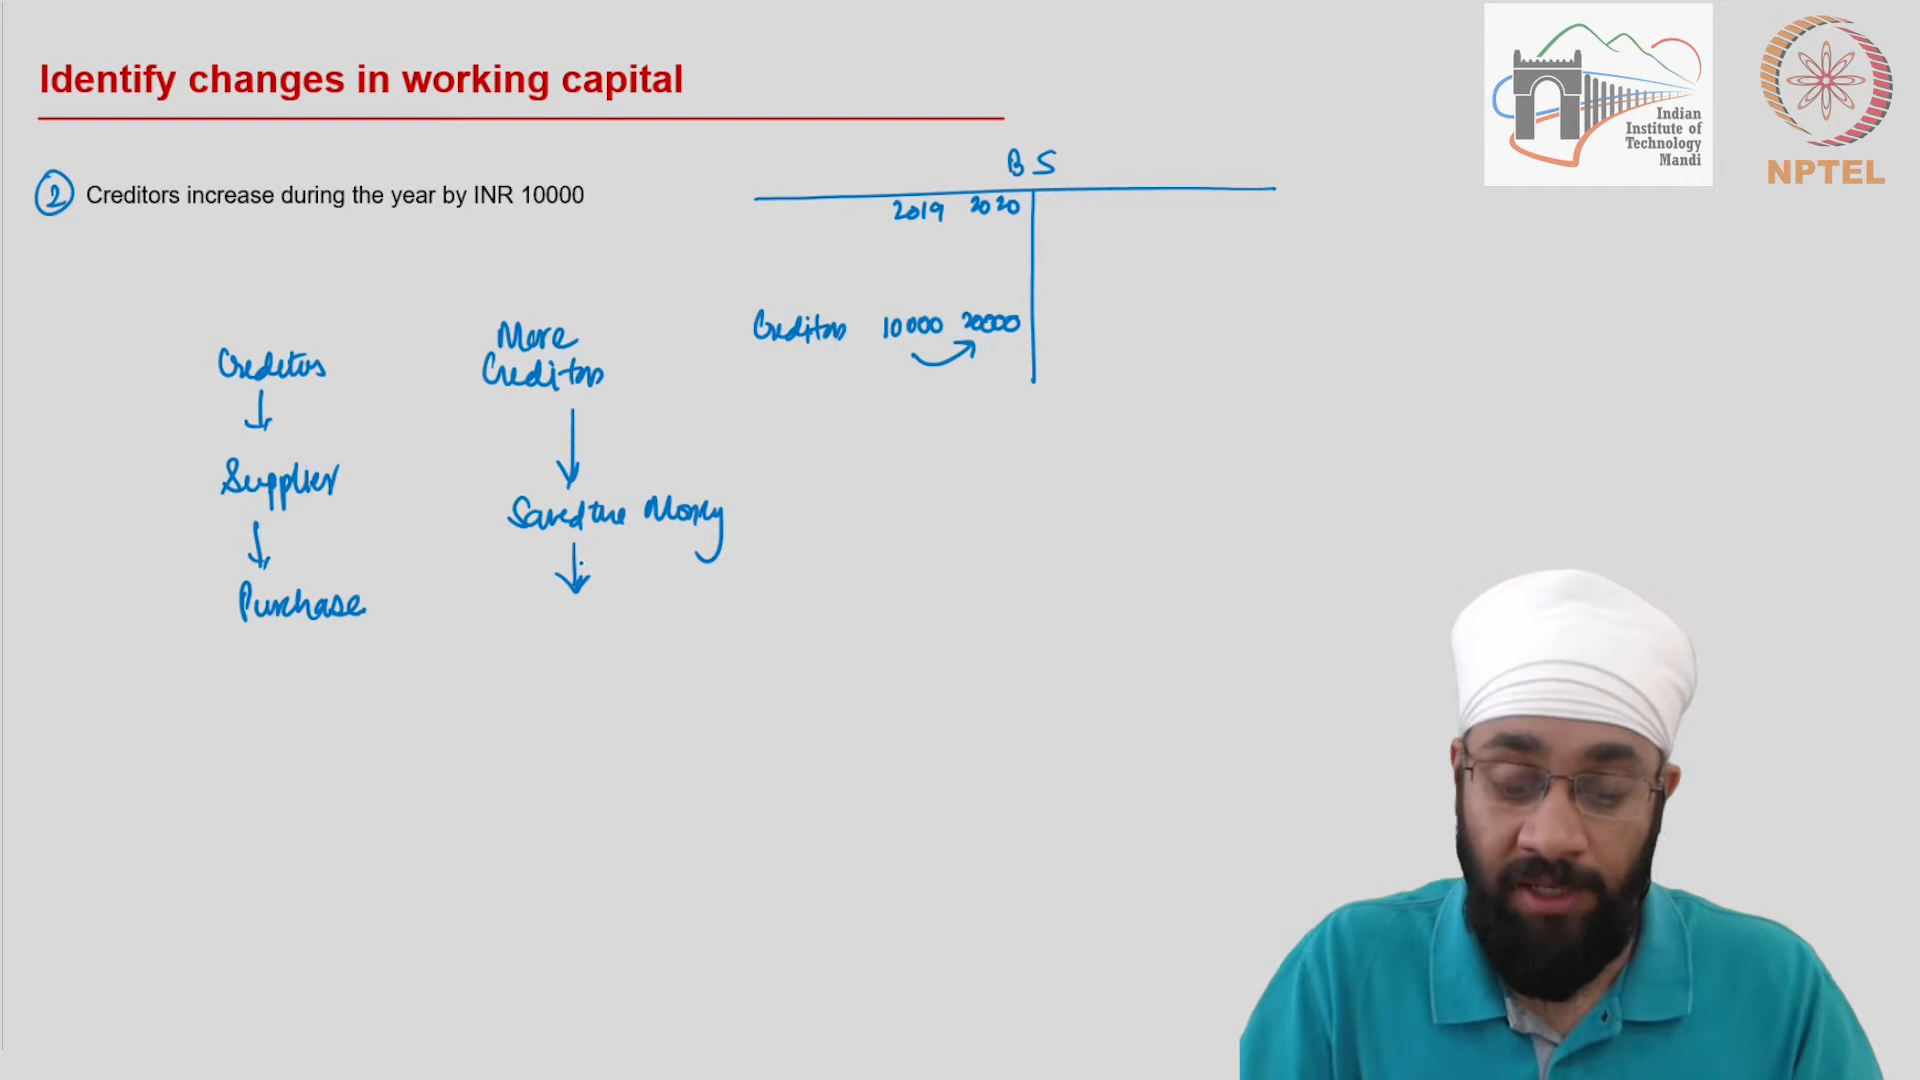 Identify changes in working capital
2 Creditors increase during the year by INR 10000
B S
2019 2020
Creditors 10000 20000
Creditors
Supplier
Purchase
More
Creditors
Saved the Money
Indian
Institute of
Technology
Mandi
NPTEL